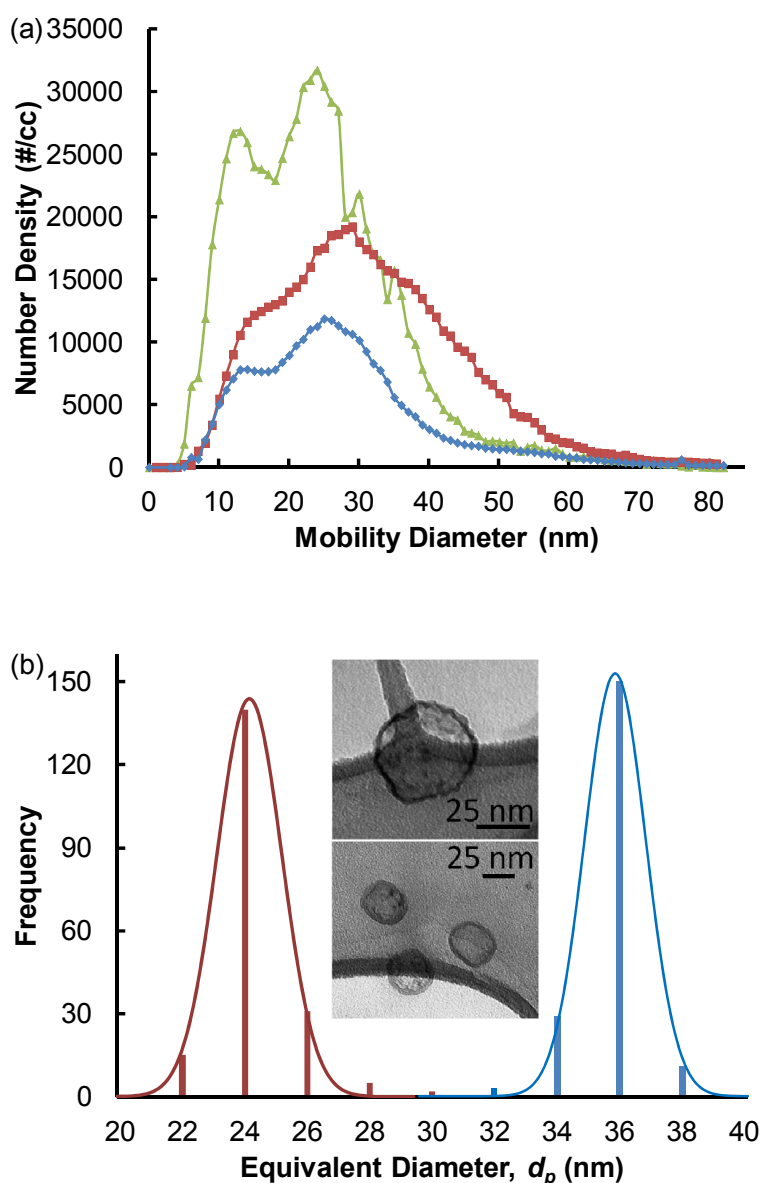 (a)
35000
30000
25000
20000
15000
10000
5000
0
Number Density (#/cc)
0 10 20 30 40 50 60 70 80
Mobility Diameter (nm)
(b)
150
120
90
60
30
0
Frequency
25 nm
25 nm
20 22 24 26 28 30 32 34 36 38 40
Equivalent Diameter, dp (nm)